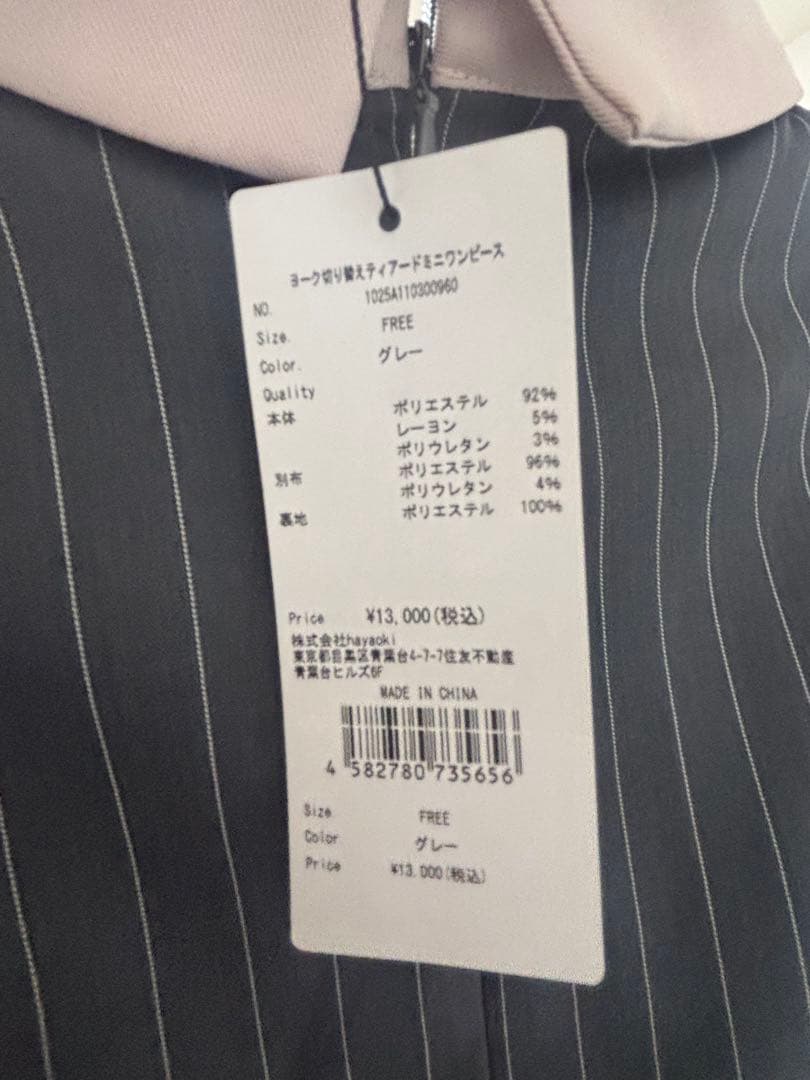 ヨーク切り替えティアードミニワンピース
NO. 1025A110300960
Size. FREE
Color. グレー
Quality
本体 ポリエステル 92%
レーヨン 5%
ポリウレタン 3%
別布 ポリエステル 96%
ポリウレタン 4%
裏地 ポリエステル 100%
Price ¥13,000(税込)
株式会社hayaoki
東京都目黒区青葉台4-7-7住友不動産
青葉台ヒルズ6F
MADE IN CHINA
4 582780 735656
Size FREE
Color グレー
Price ¥13,000(税込)